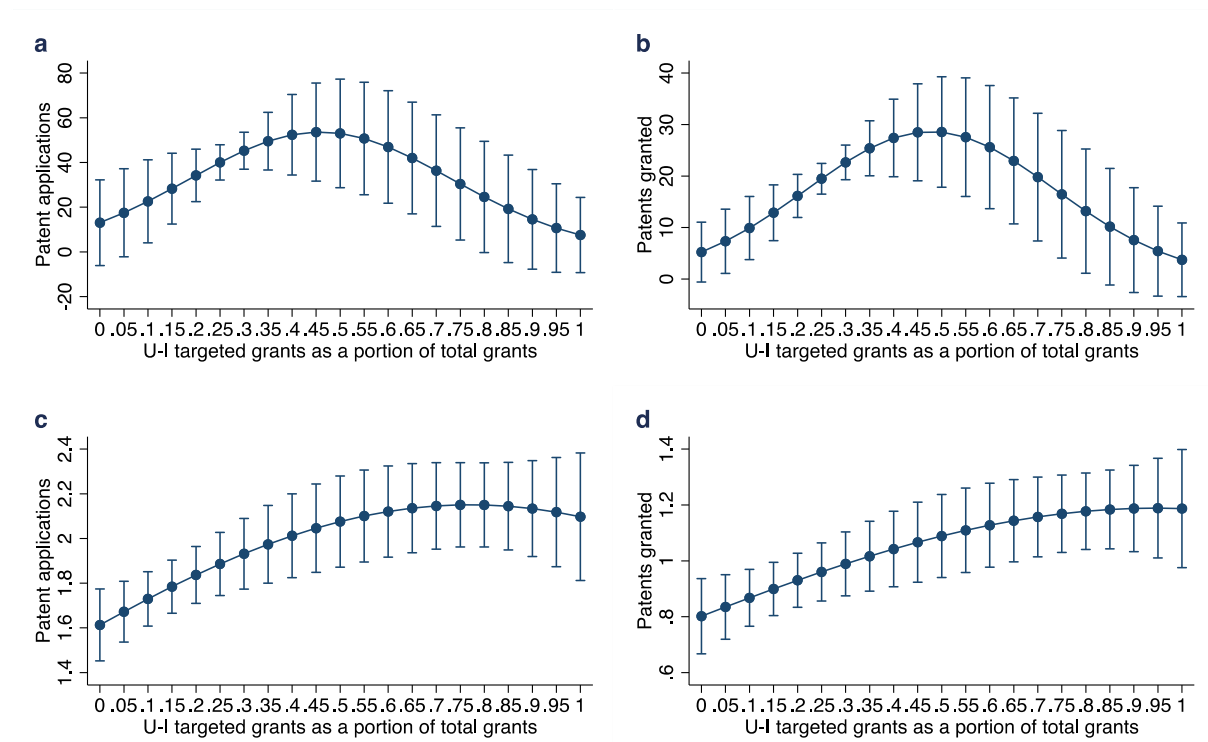 a
Patent applications
80
60
40
20
0
-20
0 .05 .1 .15 .2 .25 .3 .35 .4 .45 .5 .55 .6 .65 .7 .75 .8 .85 .9 .95 1
U-I targeted grants as a portion of total grants
b
Patents granted
40
30
20
10
0
0 .05 .1 .15 .2 .25 .3 .35 .4 .45 .5 .55 .6 .65 .7 .75 .8 .85 .9 .95 1
U-I targeted grants as a portion of total grants
c
Patent applications
2.4
2.2
2
1.8
1.6
1.4
0 .05 .1 .15 .2 .25 .3 .35 .4 .45 .5 .55 .6 .65 .7 .75 .8 .85 .9 .95 1
U-I targeted grants as a portion of total grants
d
Patents granted
1.4
1.2
1
.8
.6
0 .05 .1 .15 .2 .25 .3 .35 .4 .45 .5 .55 .6 .65 .7 .75 .8 .85 .9 .95 1
U-I targeted grants as a portion of total grants